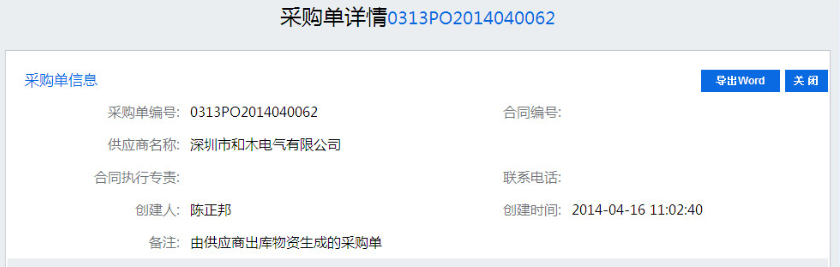 采购单详情0313PO2014040062
采购单信息
导出Word 关 闭
采购单编号: 0313PO2014040062 合同编号:
供应商名称: 深圳市和木电气有限公司
合同执行专责: 联系电话:
创建人: 陈正邦 创建时间: 2014-04-16 11:02:40
备注: 由供应商出库物资生成的采购单